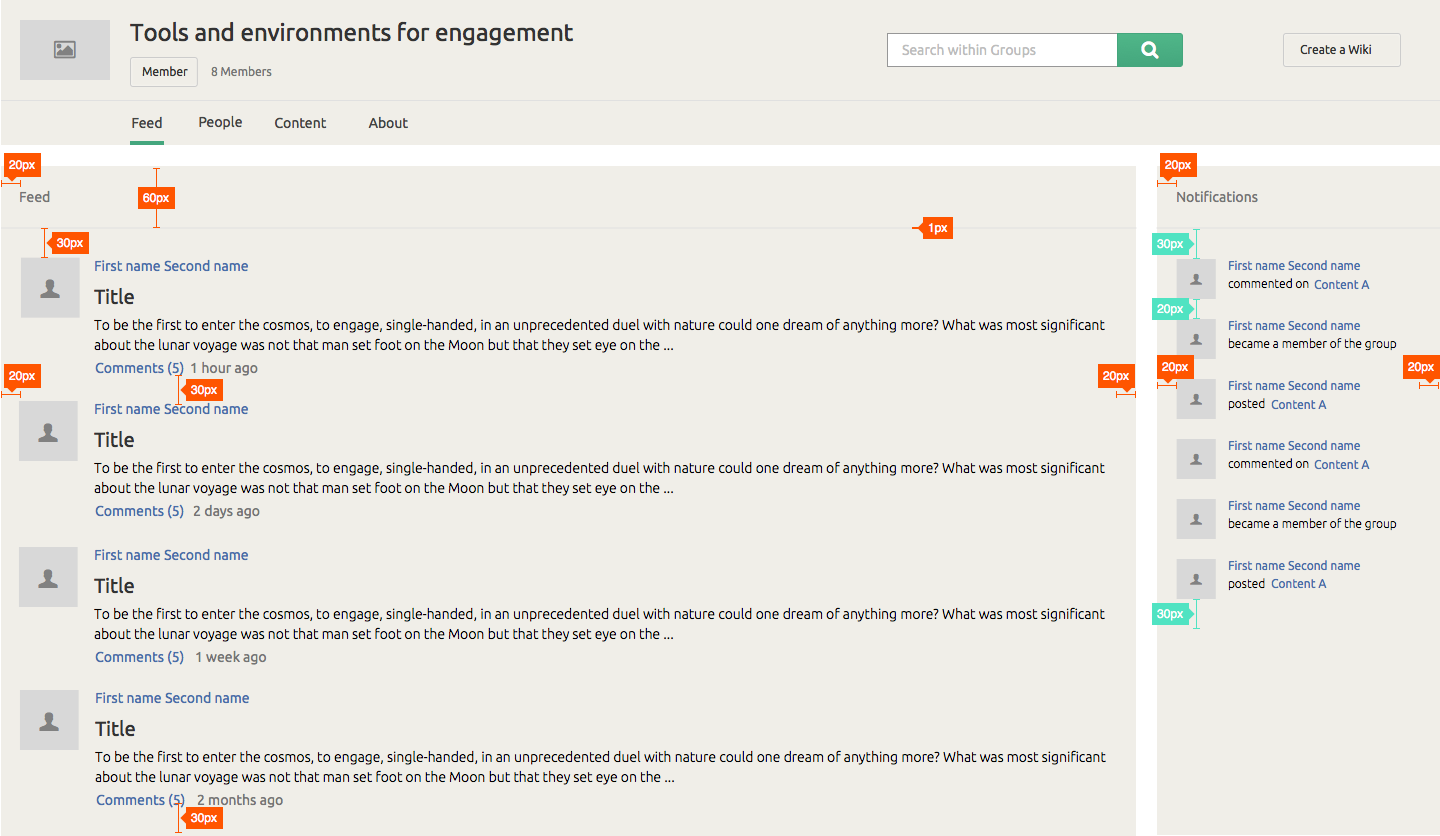 Tools and environments for engagement
Member 8 Members
Search within Groups
Create a Wiki
Feed People Content About
20px
Feed
60px
1px
30px
First name Second name
Title
To be the first to enter the cosmos, to engage, single-handed, in an unprecedented duel with nature could one dream of anything more? What was most significant
about the lunar voyage was not that man set foot on the Moon but that they set eye on the ...
Comments (5) 1 hour ago
20px
30px
20px
First name Second name
Title
To be the first to enter the cosmos, to engage, single-handed, in an unprecedented duel with nature could one dream of anything more? What was most significant
about the lunar voyage was not that man set foot on the Moon but that they set eye on the ...
Comments (5) 2 days ago
First name Second name
Title
To be the first to enter the cosmos, to engage, single-handed, in an unprecedented duel with nature could one dream of anything more? What was most significant
about the lunar voyage was not that man set foot on the Moon but that they set eye on the ...
Comments (5) 1 week ago
First name Second name
Title
To be the first to enter the cosmos, to engage, single-handed, in an unprecedented duel with nature could one dream of anything more? What was most significant
about the lunar voyage was not that man set foot on the Moon but that they set eye on the ...
Comments (5) 2 months ago
30px
20px
Notifications
30px
First name Second name
commented on Content A
20px
First name Second name
became a member of the group
20px
20px
First name Second name
posted Content A
First name Second name
commented on Content A
First name Second name
became a member of the group
First name Second name
posted Content A
30px